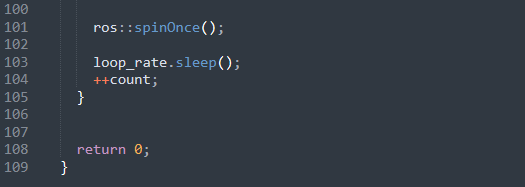 100
101 ros::spinOnce();
102
103 loop_rate.sleep();
104 ++count;
105 }
106
107
108 return 0;
109 }